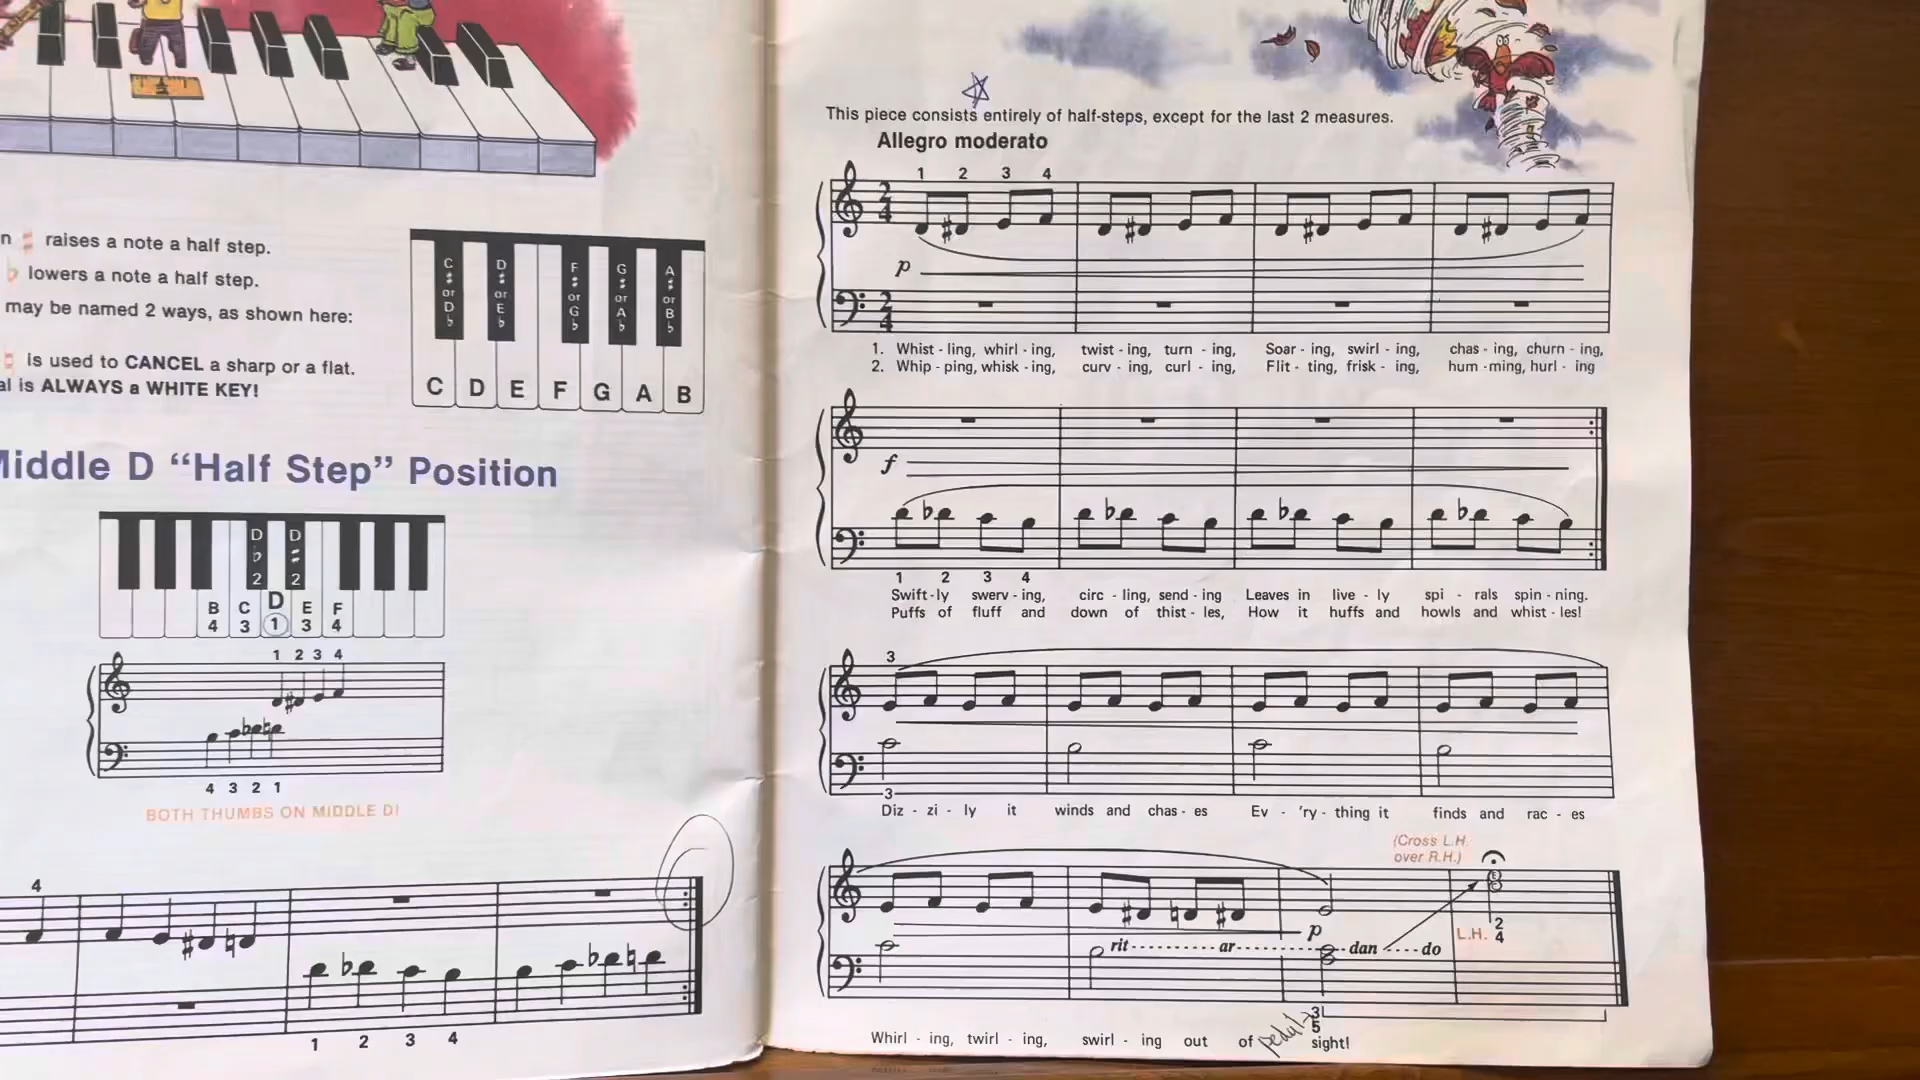 n ♯ raises a note a half step.
♭ lowers a note a half step.
may be named 2 ways, as shown here:
♮ is used to CANCEL a sharp or a flat.
al is ALWAYS a WHITE KEY!
C♯ or D♭ D♯ or E♭ F♯ or G♭ G♯ or A♭ A♯ or B♭
C D E F G A B
Middle D “Half Step” Position
D♭ 2 D♯ 2
B C D E F
4 3 1 3 4
1 2 3 4
4 3 2 1
BOTH THUMBS ON MIDDLE D!
4
1 2 3 4
This piece consists entirely of half-steps, except for the last 2 measures.
Allegro moderato
1 2 3 4
2 4
p
2 4
1. Whist - ling, whirl - ing, twist - ing, turn - ing, Soar - ing, swirl - ing, chas - ing, churn - ing,
2. Whip - ping, whisk - ing, curv - ing, curl - ing, Flit - ting, frisk - ing, hum - ming, hurl - ing
f
1 2 3 4
Swift - ly swerv - ing, circ - ling, send - ing Leaves in live - ly spi - rals spin - ning.
Puffs of fluff and down of thist - les, How it huffs and howls and whist - les!
3
3
Diz - zi - ly it winds and chas - es Ev - 'ry - thing it finds and rac - es
(Cross L.H.
over R.H.)
p
L.H. 2 4
rit - - - - - ar - - - - - dan - - - - do
3
5
pedal
Whirl - ing, twirl - ing, swirl - ing out of sight!